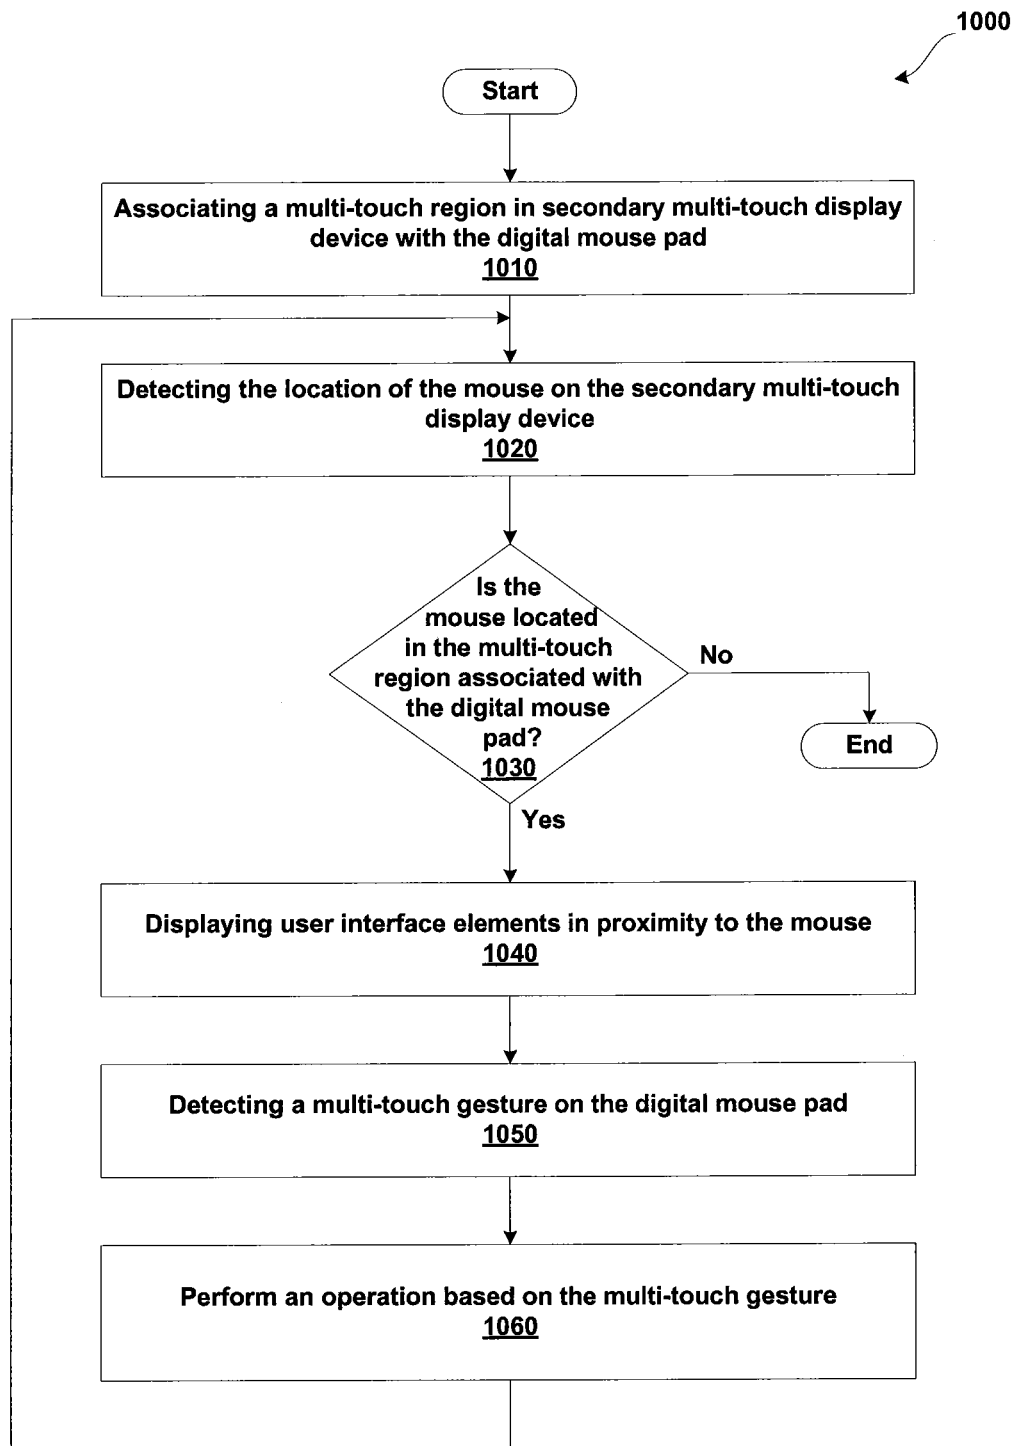 1000
Start
Associating a multi-touch region in secondary multi-touch display
device with the digital mouse pad
1010
Detecting the location of the mouse on the secondary multi-touch
display device
1020
Is the
mouse located
in the multi-touch
region associated with
the digital mouse
pad?
1030
No
End
Yes
Displaying user interface elements in proximity to the mouse
1040
Detecting a multi-touch gesture on the digital mouse pad
1050
Perform an operation based on the multi-touch gesture
1060